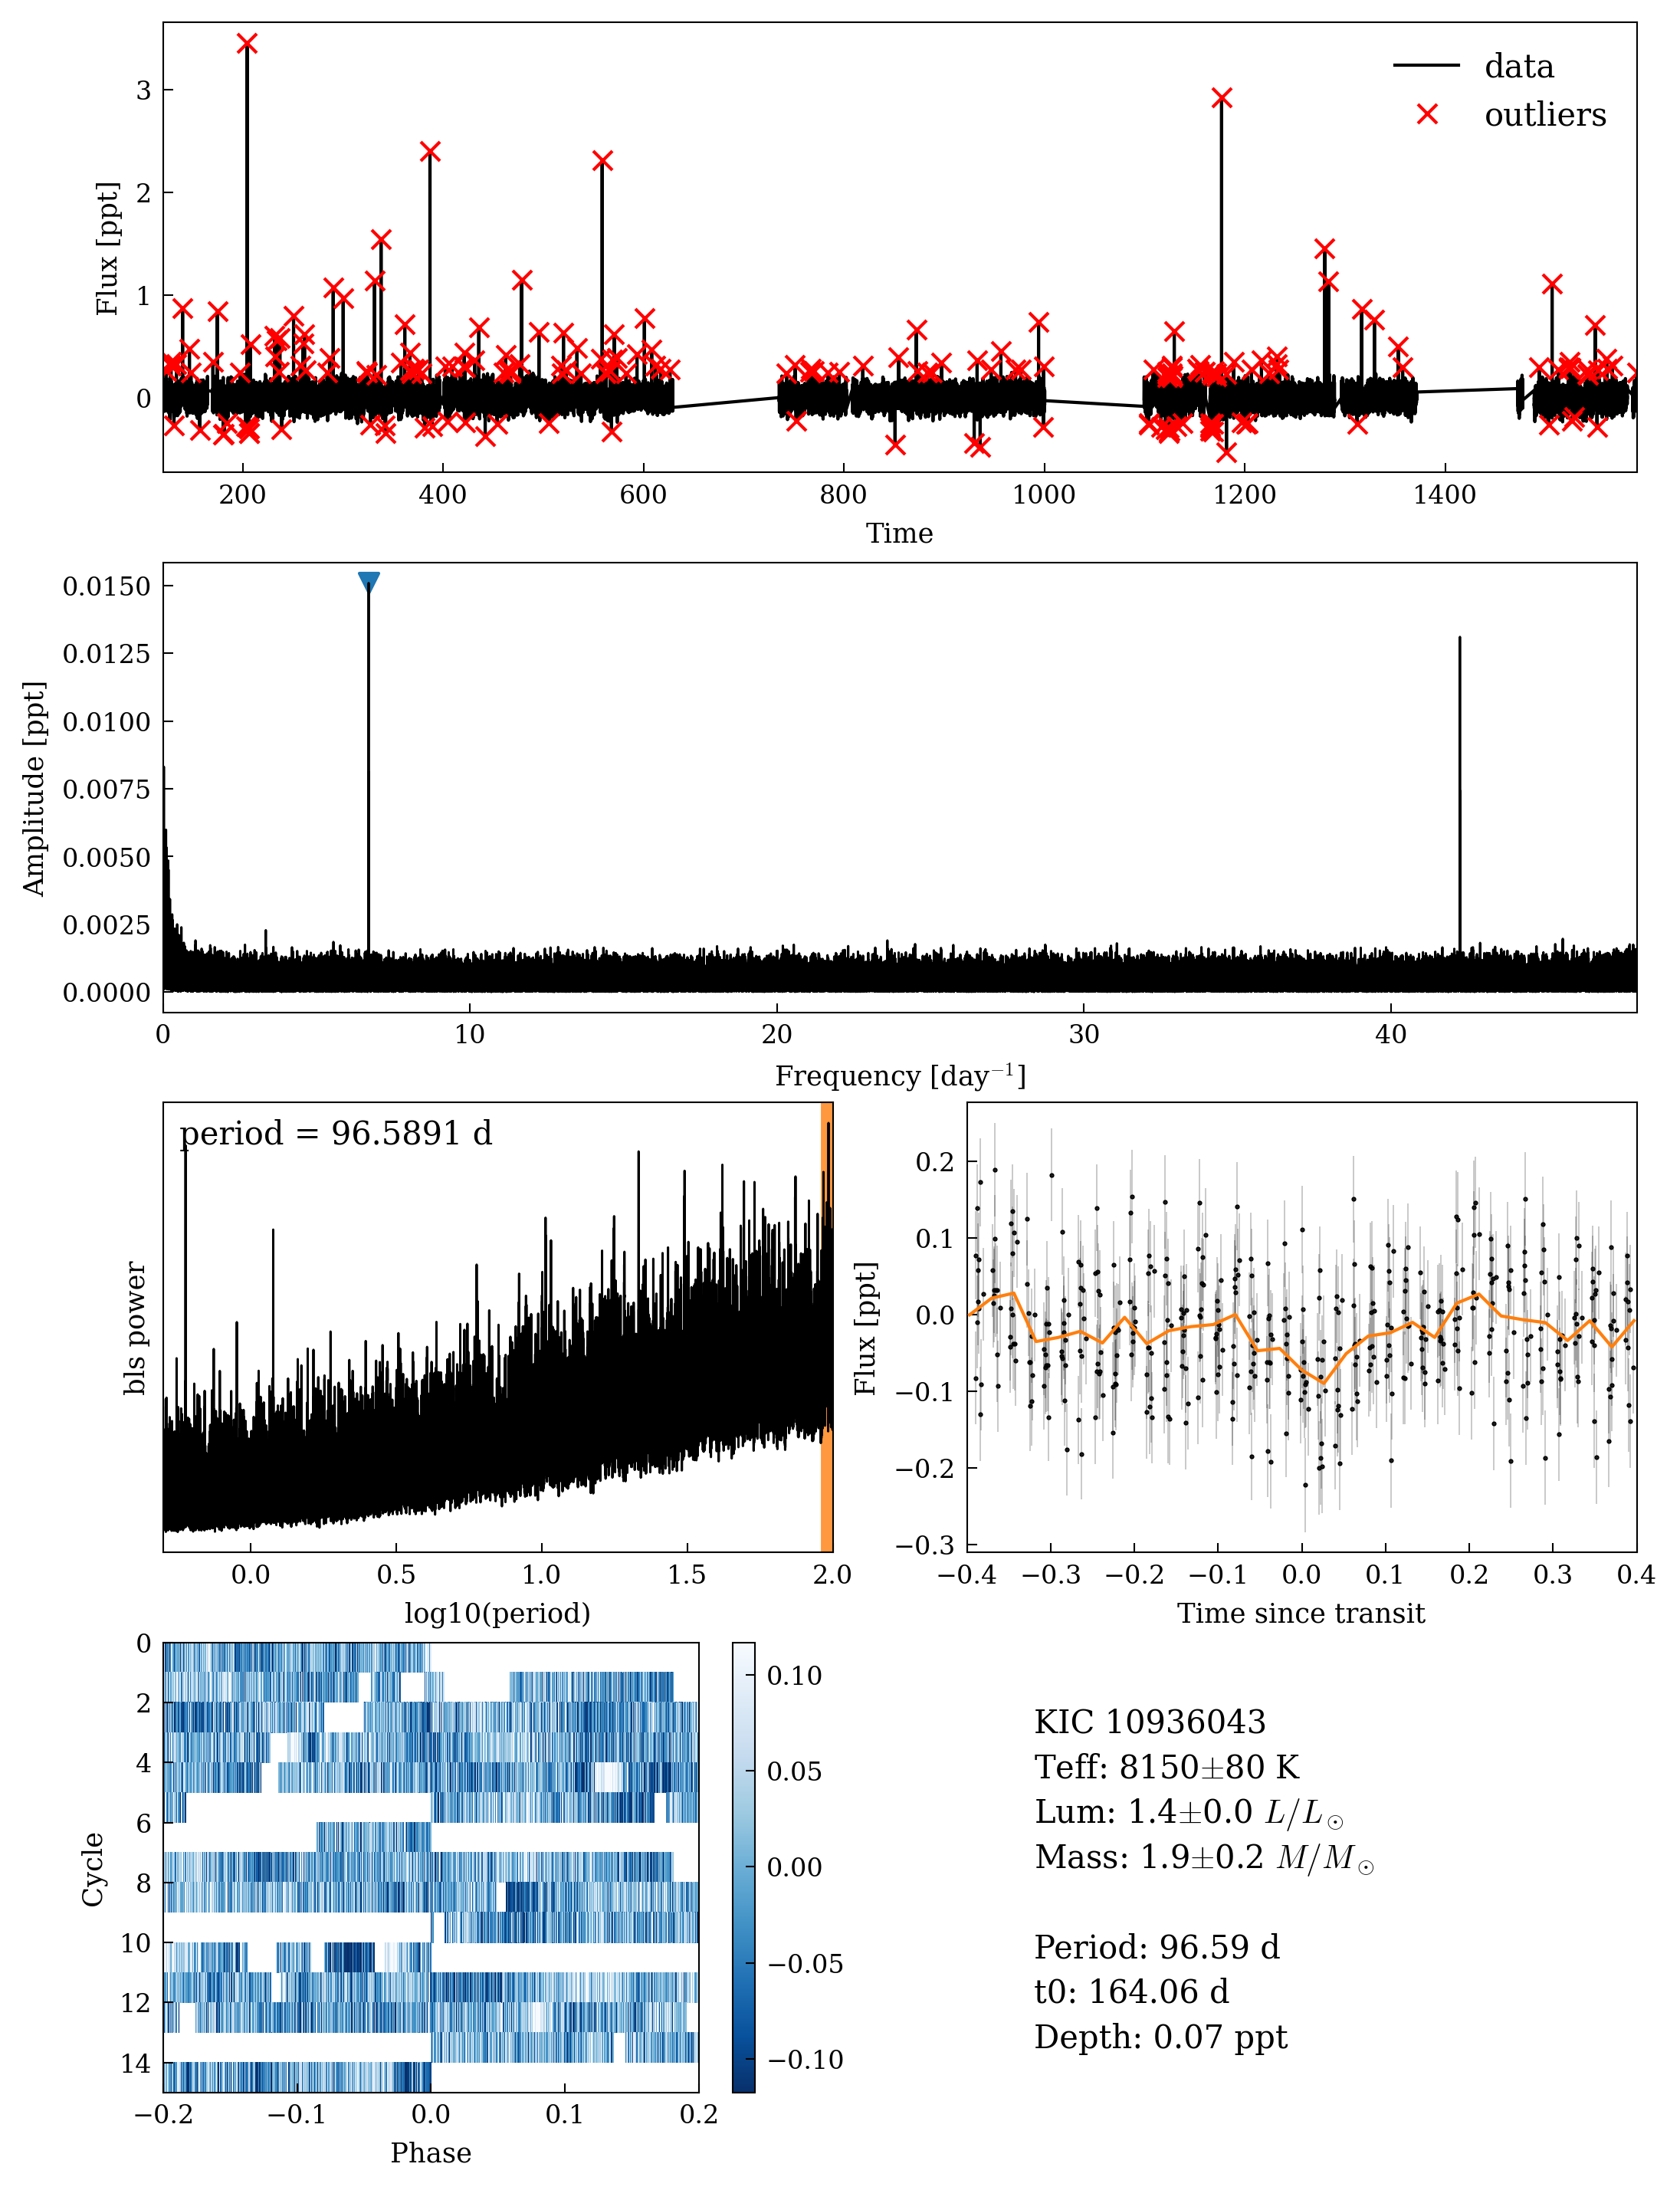 data
outliers
3
2
1
0
Flux [ppt]
200 400 600 800 1000 1200 1400
Time
0.0150
0.0125
0.0100
0.0075
0.0050
0.0025
0.0000
Amplitude [ppt]
0 10 20 30 40
Frequency [day⁻¹]
period = 96.5891 d
bls power
0.0 0.5 1.0 1.5 2.0
log10(period)
0.2
0.1
0.0
−0.1
−0.2
−0.3
Flux [ppt]
−0.4 −0.3 −0.2 −0.1 0.0 0.1 0.2 0.3 0.4
Time since transit
0
2
4
6
8
10
12
14
Cycle
−0.2 −0.1 0.0 0.1 0.2
Phase
0.10
0.05
0.00
−0.05
−0.10
KIC 10936043
Teff: 8150±80 K
Lum: 1.4±0.0 L/L⊙
Mass: 1.9±0.2 M/M⊙
Period: 96.59 d
t0: 164.06 d
Depth: 0.07 ppt